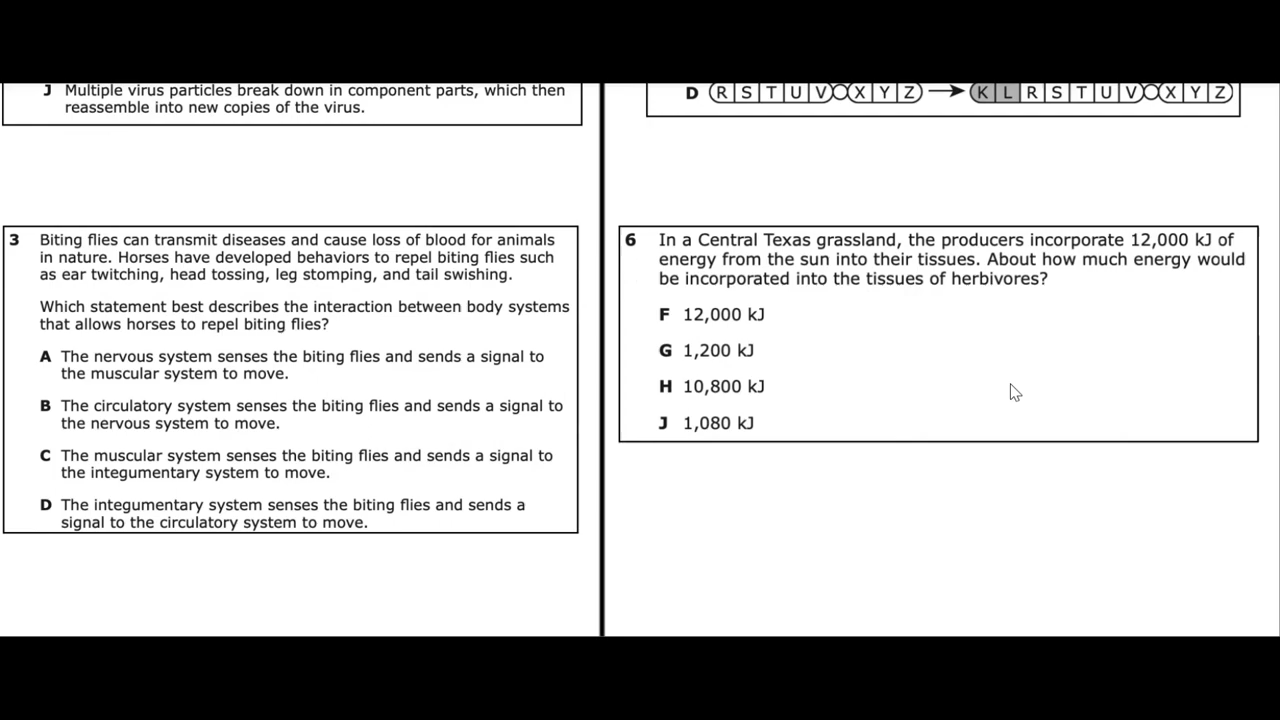 J Multiple virus particles break down in component parts, which then
reassemble into new copies of the virus.
3 Biting flies can transmit diseases and cause loss of blood for animals
in nature. Horses have developed behaviors to repel biting flies such
as ear twitching, head tossing, leg stomping, and tail swishing.
Which statement best describes the interaction between body systems
that allows horses to repel biting flies?
A The nervous system senses the biting flies and sends a signal to
the muscular system to move.
B The circulatory system senses the biting flies and sends a signal to
the nervous system to move.
C The muscular system senses the biting flies and sends a signal to
the integumentary system to move.
D The integumentary system senses the biting flies and sends a
signal to the circulatory system to move.
D R S T U V X Y Z K L R S T U V X Y Z
6 In a Central Texas grassland, the producers incorporate 12,000 kJ of
energy from the sun into their tissues. About how much energy would
be incorporated into the tissues of herbivores?
F 12,000 kJ
G 1,200 kJ
H 10,800 kJ
J 1,080 kJ